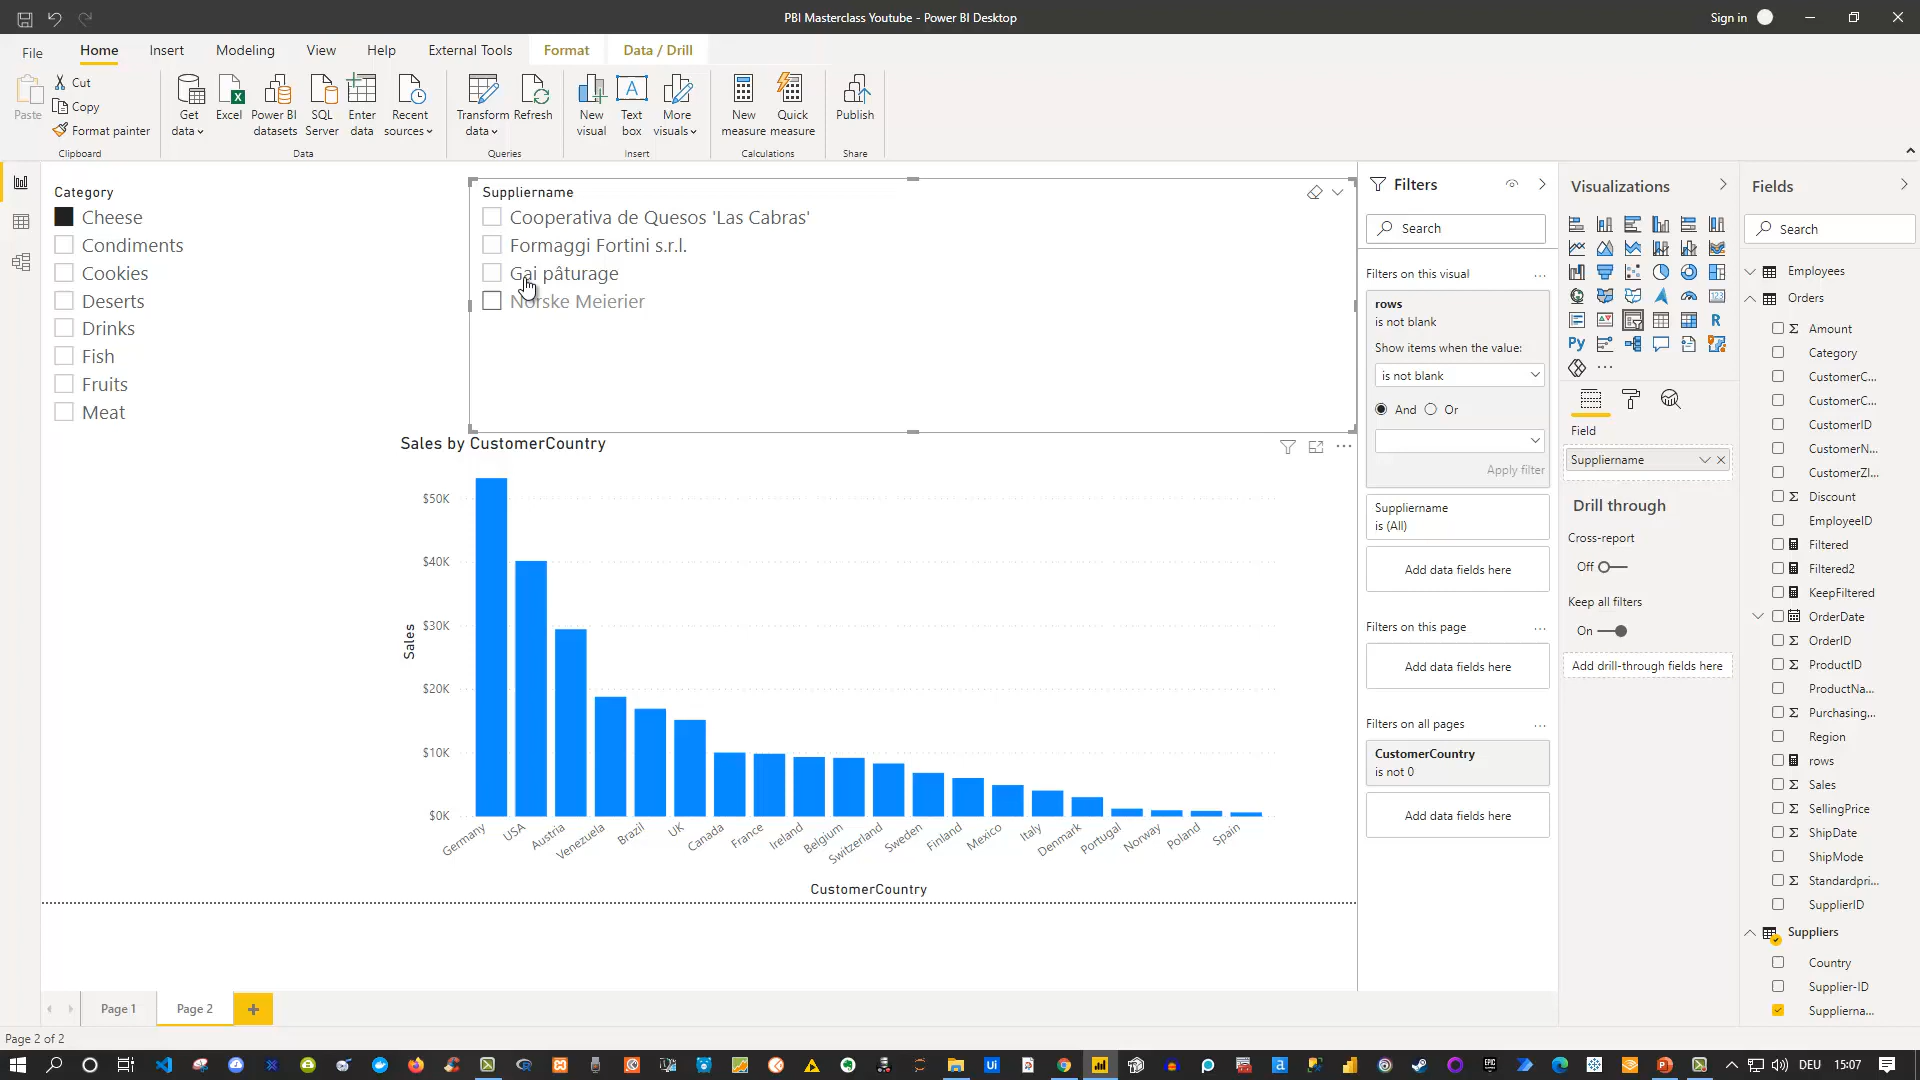 PBI Masterclass Youtube - Power BI Desktop
Sign in
File
Home
Insert
Modeling
View
Help
External Tools
Format
Data / Drill
Paste
Cut
Copy
Format painter
Clipboard
Get data
Excel
Power BI datasets
SQL Server
Enter data
Recent sources
Data
Transform data
Refresh
Queries
New visual
Text box
More visuals
Insert
New measure
Quick measure
Calculations
Publish
Share
Category
Cheese
Condiments
Cookies
Deserts
Drinks
Fish
Fruits
Meat
Suppliername
Cooperativa de Quesos 'Las Cabras'
Formaggi Fortini s.r.l.
Gai pâturage
Norske Meierier
Sales by CustomerCountry
$50K
$40K
$30K
$20K
$10K
$0K
Sales
Germany
USA
Austria
Venezuela
Brazil
UK
Canada
France
Ireland
Belgium
Switzerland
Sweden
Finland
Mexico
Italy
Denmark
Portugal
Norway
Poland
Spain
CustomerCountry
Filters
Search
Filters on this visual
rows
is not blank
Show items when the value:
is not blank
And
Or
Apply filter
Suppliername
is (All)
Add data fields here
Filters on this page
Add data fields here
Filters on all pages
CustomerCountry
is not 0
Add data fields here
Visualizations
R
Py
123
Field
Suppliername
Drill through
Cross-report
Off
Keep all filters
On
Add drill-through fields here
Fields
Search
Employees
Orders
Amount
Category
CustomerC...
CustomerC...
CustomerID
CustomerN...
CustomerZI...
Discount
EmployeeID
Filtered
Filtered2
KeepFiltered
OrderDate
OrderID
ProductID
ProductNa...
Purchasing...
Region
rows
Sales
SellingPrice
ShipDate
ShipMode
Standardpri...
SupplierID
Suppliers
Country
Supplier-ID
Supplierna...
Page 1
Page 2
Page 2 of 2
DEU
15:07